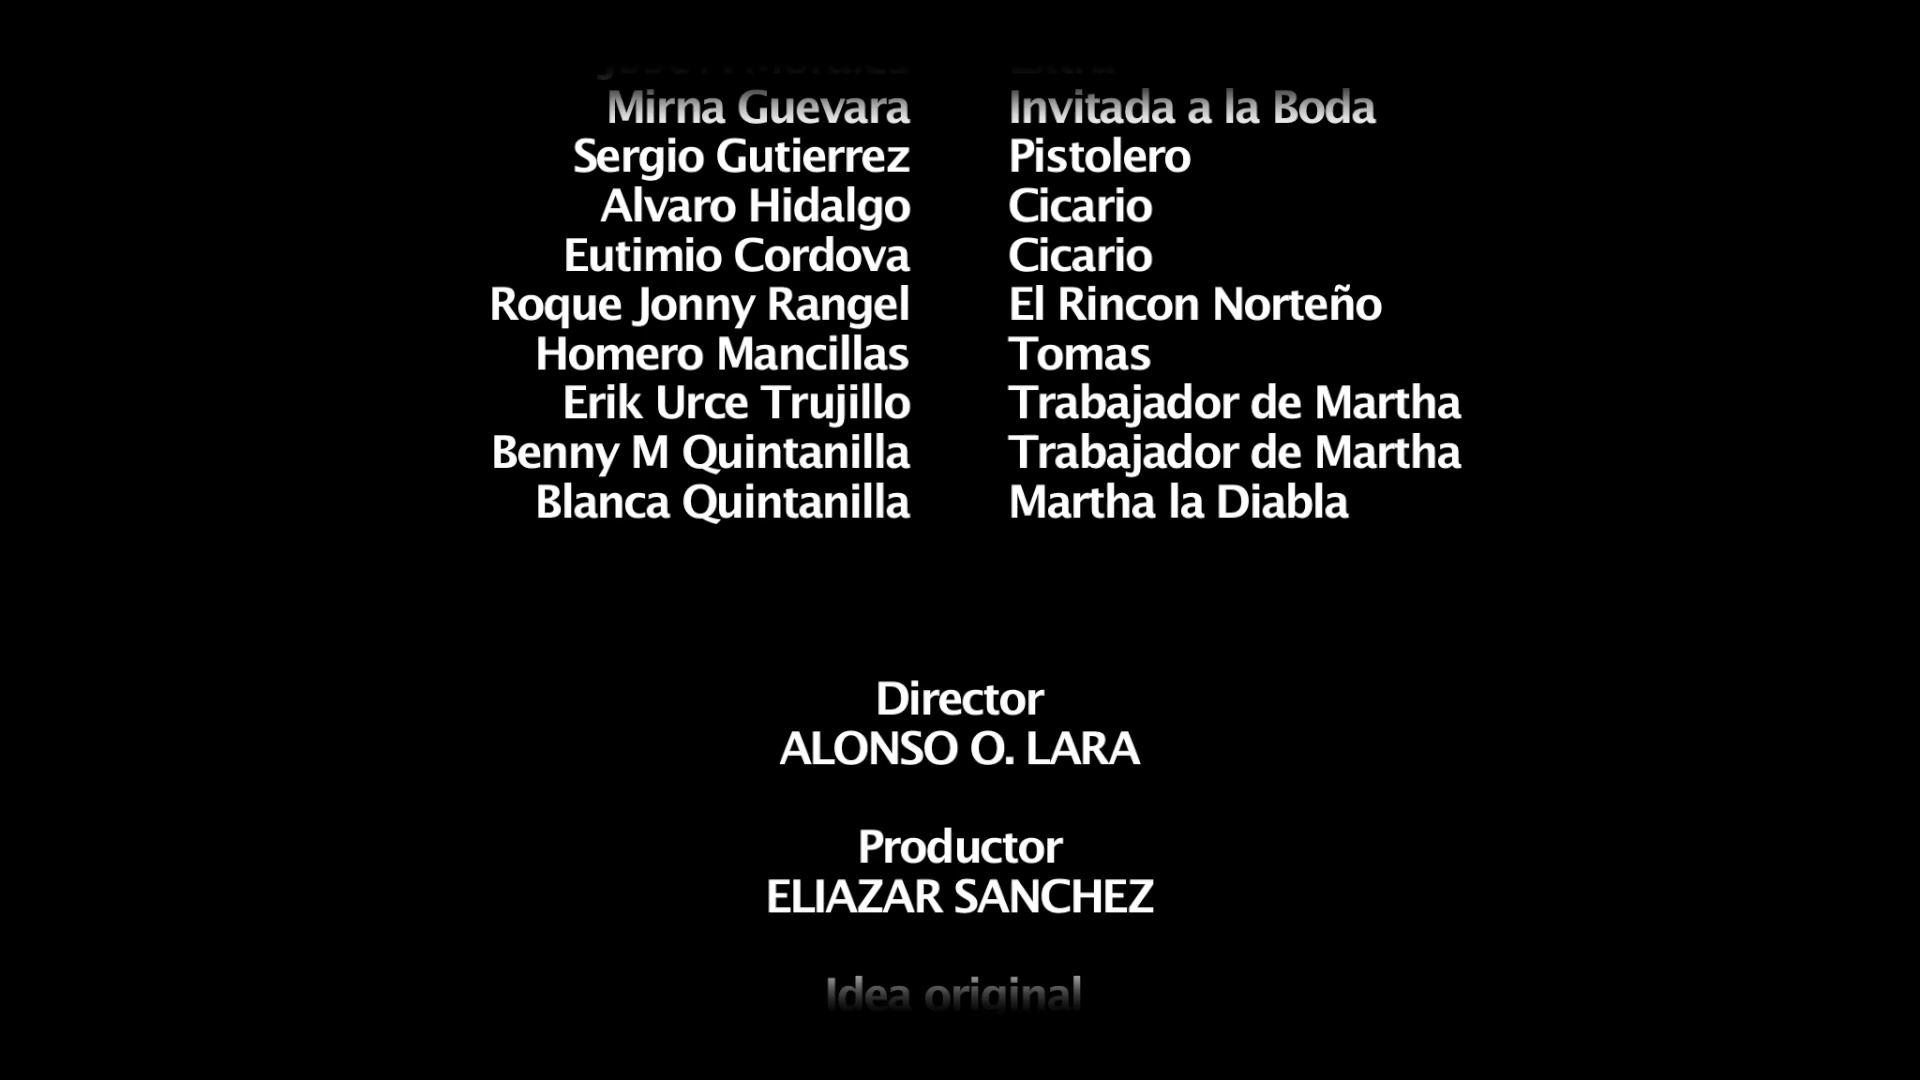 Mirna Guevara Invitada a la Boda
Sergio Gutierrez Pistolero
Alvaro Hidalgo Cicario
Eutimio Cordova Cicario
Roque Jonny Rangel El Rincon Norteño
Homero Mancillas Tomas
Erik Urce Trujillo Trabajador de Martha
Benny M Quintanilla Trabajador de Martha
Blanca Quintanilla Martha la Diabla
Director
ALONSO O. LARA
Productor
ELIAZAR SANCHEZ
Idea original